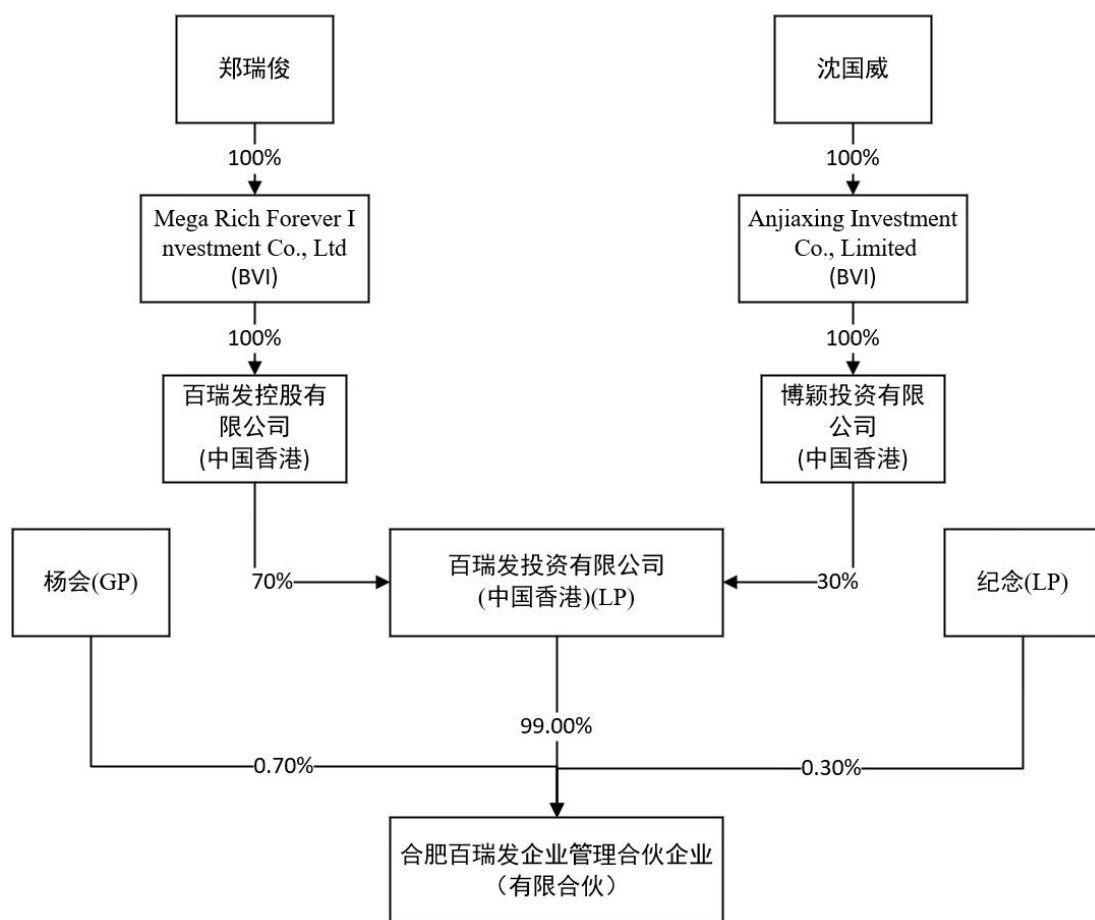 郑瑞俊
沈国威
100%
100%
Mega Rich Forever I
nvestment Co., Ltd
(BVI)
Anjiaxing Investment
Co., Limited
(BVI)
100%
100%
百瑞发控股有
限公司
(中国香港)
博颖投资有限
公司
(中国香港)
杨会(GP)
70%
百瑞发投资有限公司
(中国香港)(LP)
30%
纪念(LP)
99.00%
0.70%
0.30%
合肥百瑞发企业管理合伙企业
（有限合伙）